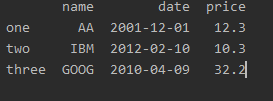 name date price
one AA 2001-12-01 12.3
two IBM 2012-02-10 10.3
three GOOG 2010-04-09 32.2